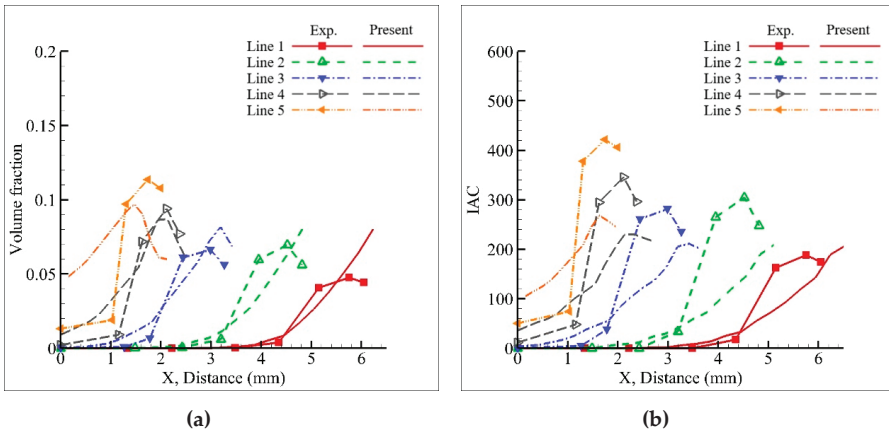 Exp. Present
Line 1
Line 2
Line 3
Line 4
Line 5
0.2
0.15
0.1
0.05
0
Volume fraction
0 1 2 3 4 5 6
X, Distance (mm)
(a)
Exp. Present
Line 1
Line 2
Line 3
Line 4
Line 5
600
500
400
300
200
100
0
IAC
0 1 2 3 4 5 6
X, Distance (mm)
(b)